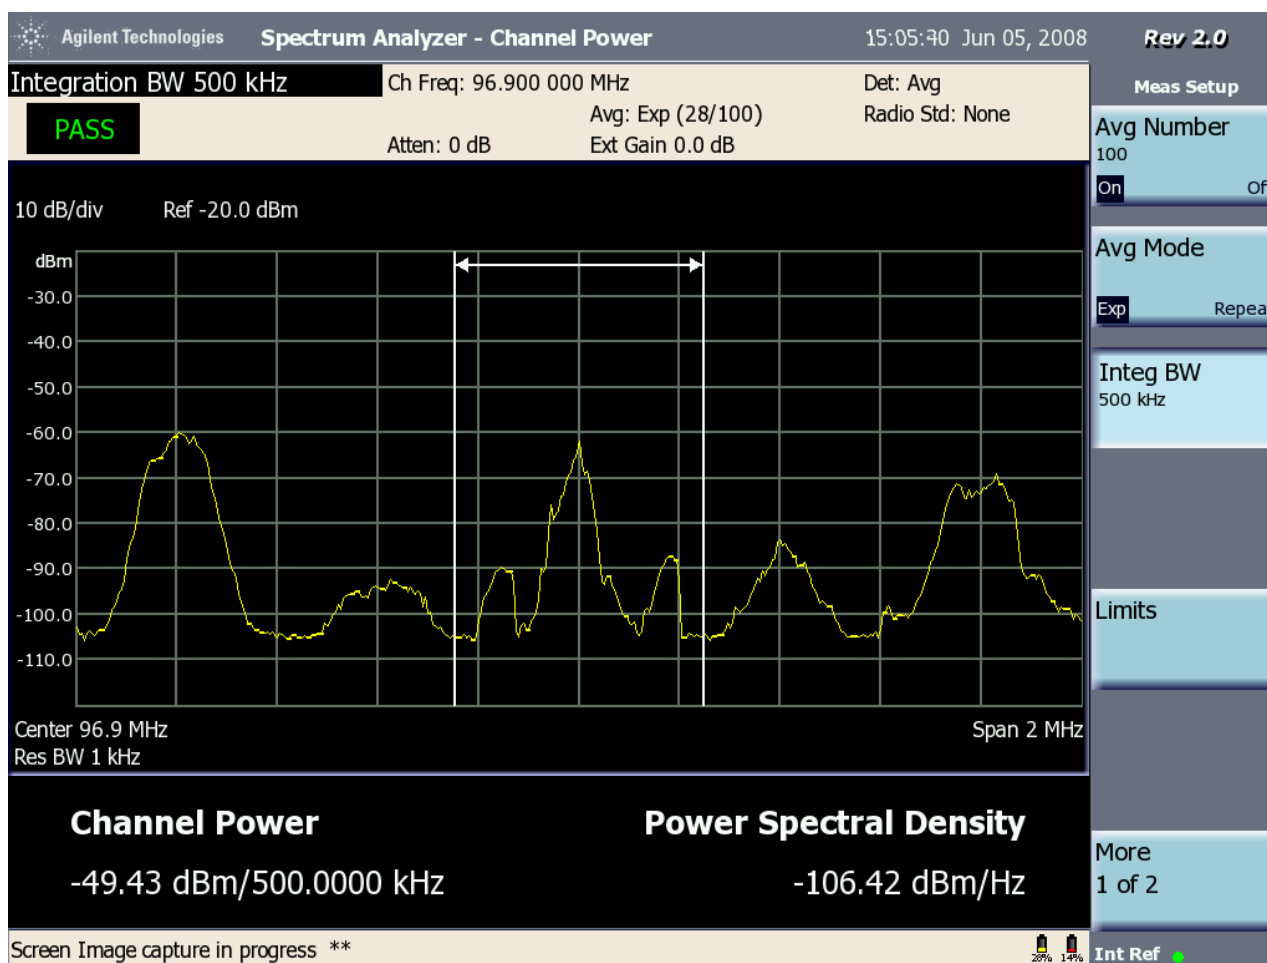 Agilent Technologies Spectrum Analyzer - Channel Power 15:05:40 Jun 05, 2008 Rev 2.0
Integration BW 500 kHz Ch Freq: 96.900 000 MHz Det: Avg
PASS Avg: Exp (28/100) Radio Std: None
Atten: 0 dB Ext Gain 0.0 dB
10 dB/div Ref -20.0 dBm
dBm
-30.0
-40.0
-50.0
-60.0
-70.0
-80.0
-90.0
-100.0
-110.0
Center 96.9 MHz Span 2 MHz
Res BW 1 kHz
Channel Power Power Spectral Density
-49.43 dBm/500.0000 kHz -106.42 dBm/Hz
Screen Image capture in progress ** 28% 14%
Meas Setup
Avg Number
100
On Of
Avg Mode
Exp Repea
Integ BW
500 kHz
Limits
More
1 of 2
Int Ref